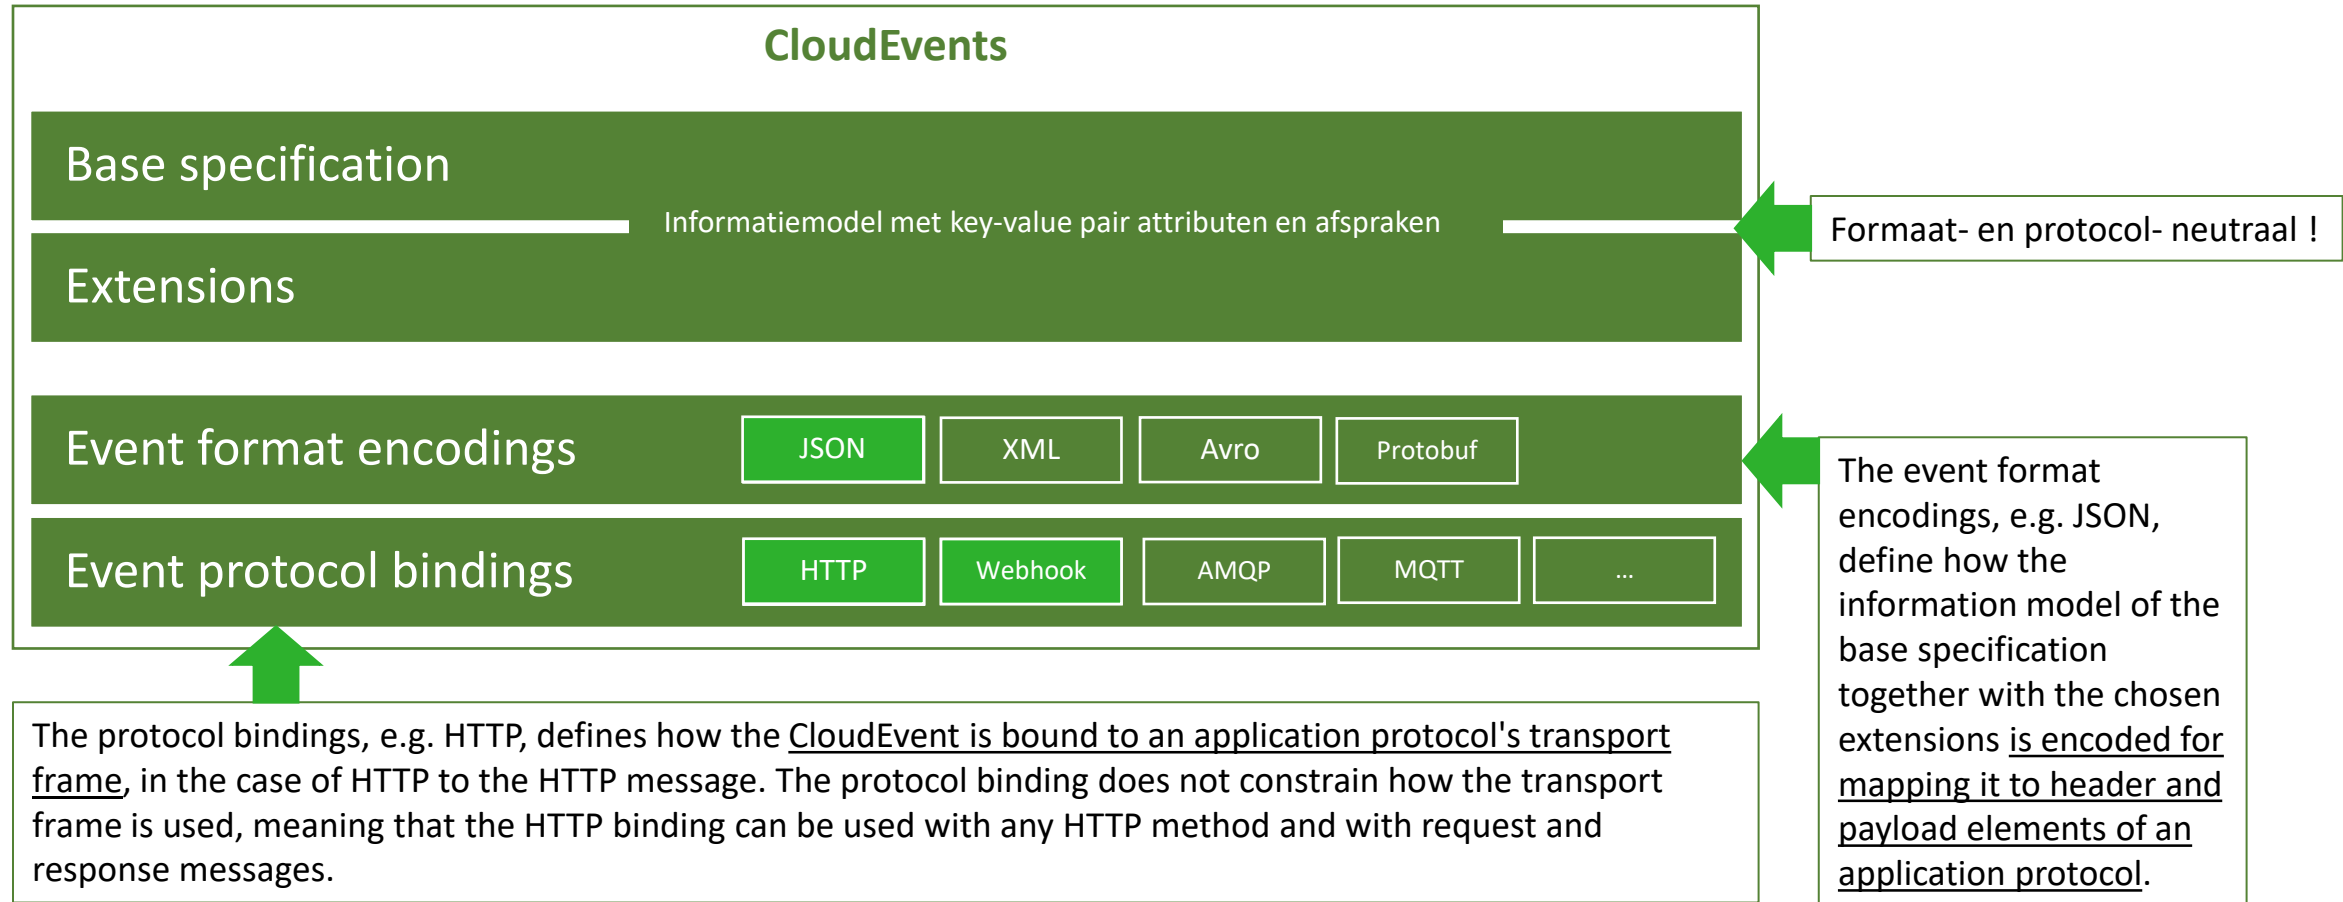 CloudEvents
Base specification
Informatiemodel met key-value pair attributen en afspraken
Extensions
Formaat- en protocol- neutraal !
Event format encodings
JSON
XML
Avro
Protobuf
Event protocol bindings
HTTP
Webhook
AMQP
MQTT
...
The event format
encodings, e.g. JSON,
define how the
information model of the
base specification
together with the chosen
extensions is encoded for
mapping it to header and
payload elements of an
application protocol.
The protocol bindings, e.g. HTTP, defines how the CloudEvent is bound to an application protocol's transport
frame, in the case of HTTP to the HTTP message. The protocol binding does not constrain how the transport
frame is used, meaning that the HTTP binding can be used with any HTTP method and with request and
response messages.